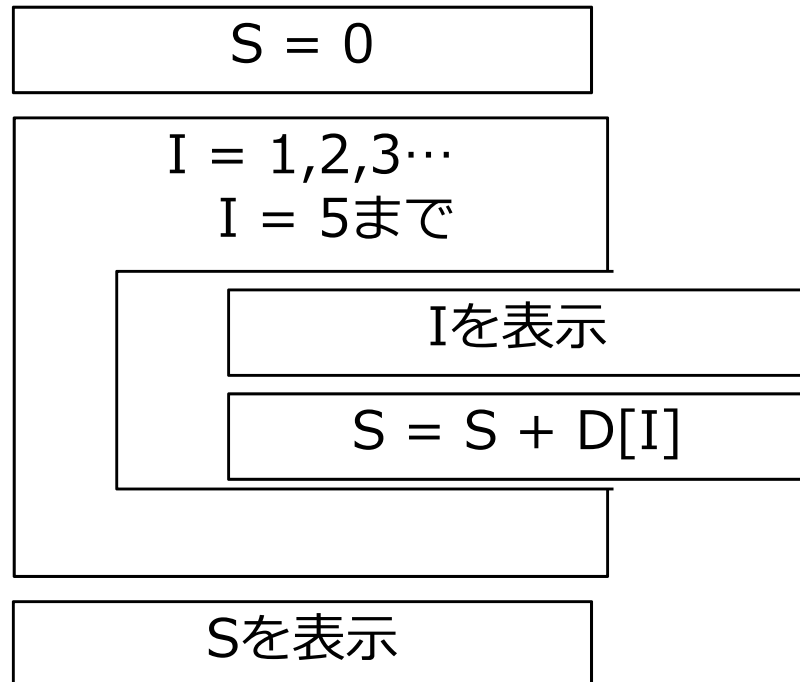 S = 0
I = 1,2,3…
I = 5まで
Iを表示
S = S + D[I]
Sを表示